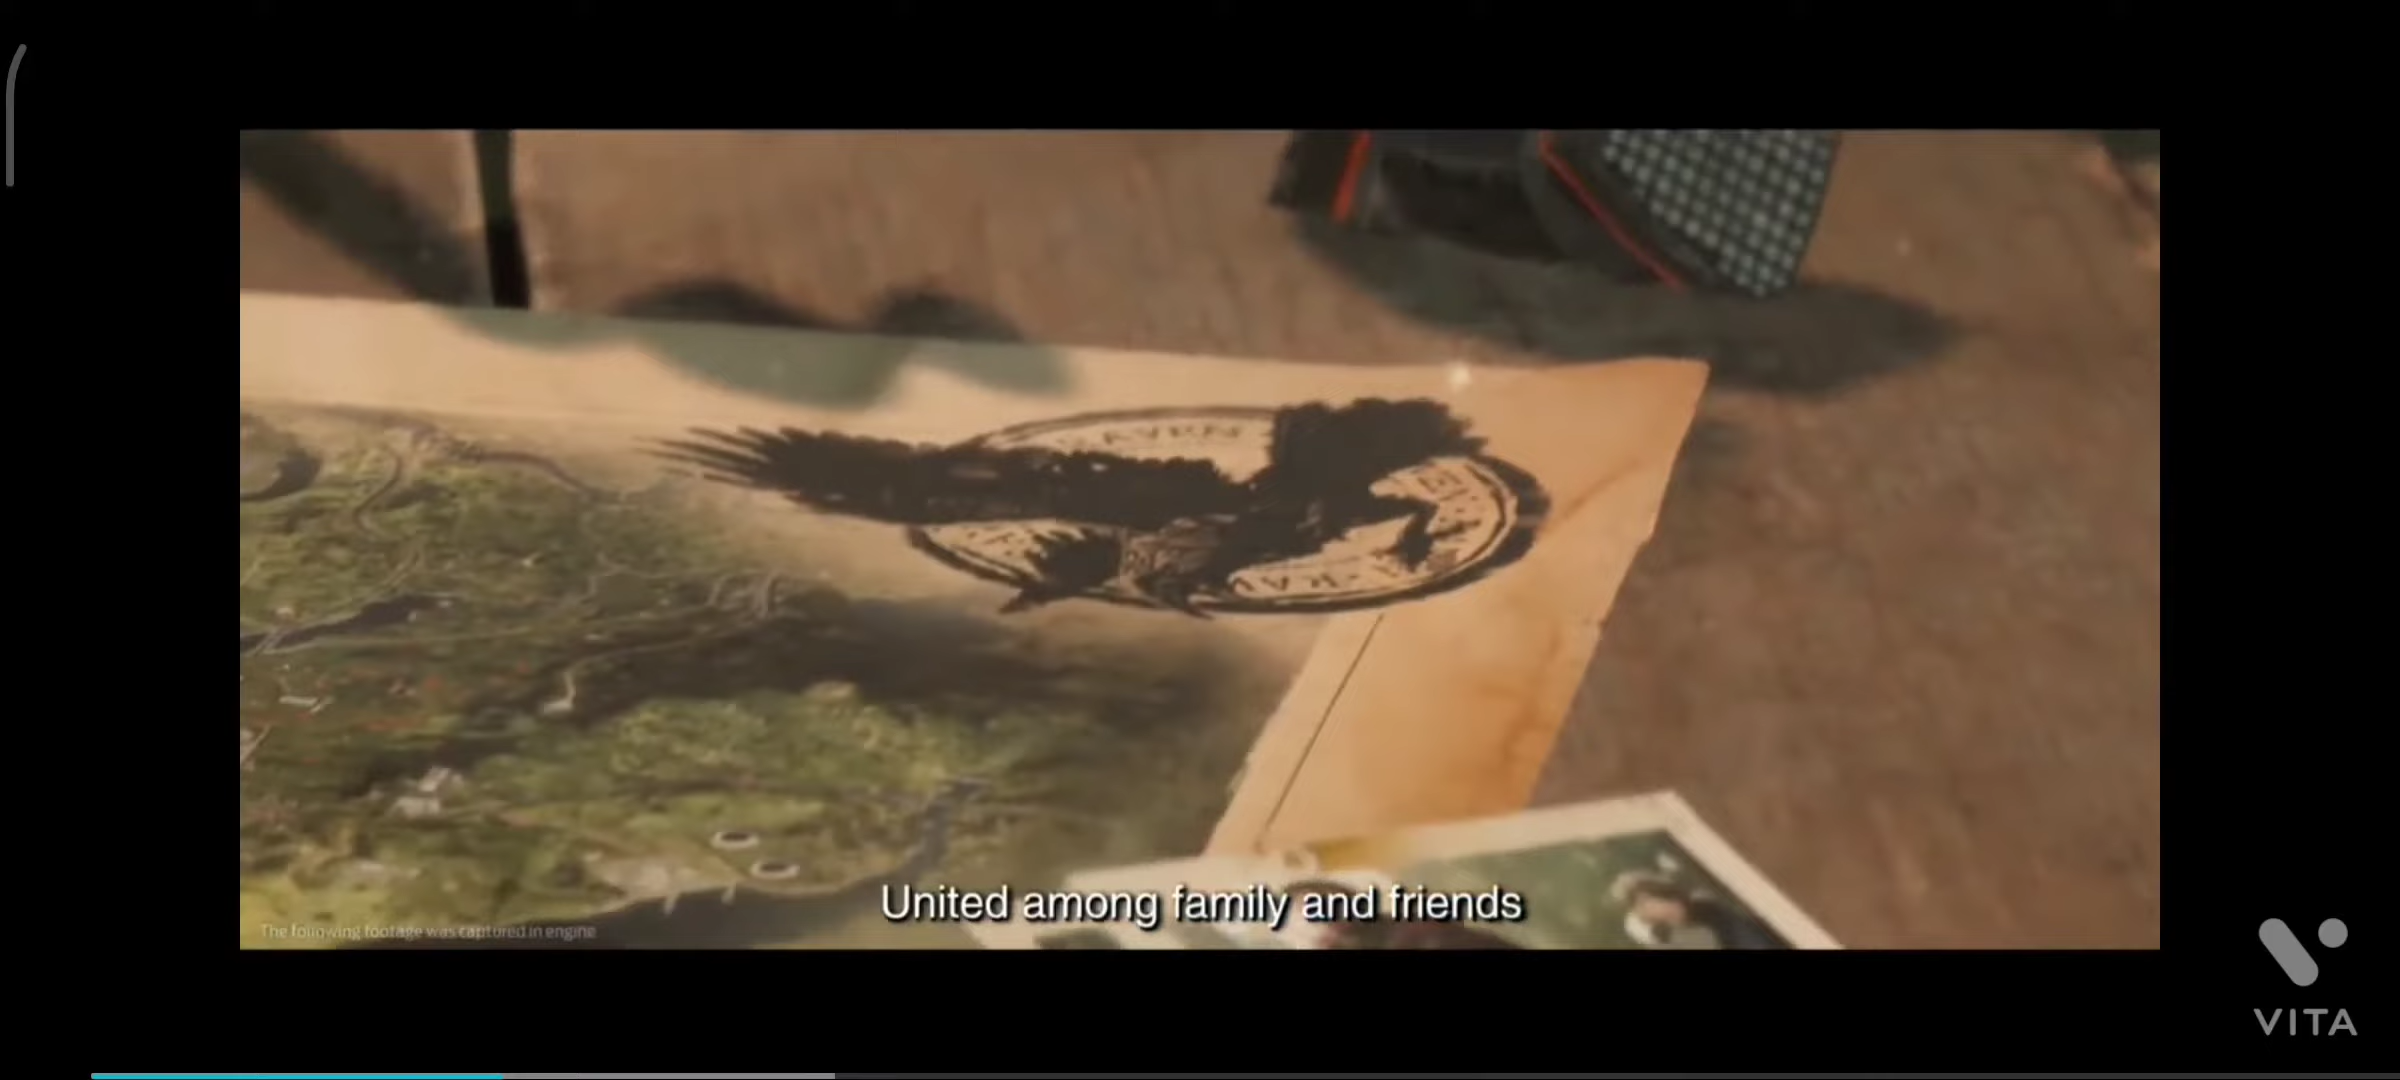 United among family and friends
The following footage was captured in engine
VITA